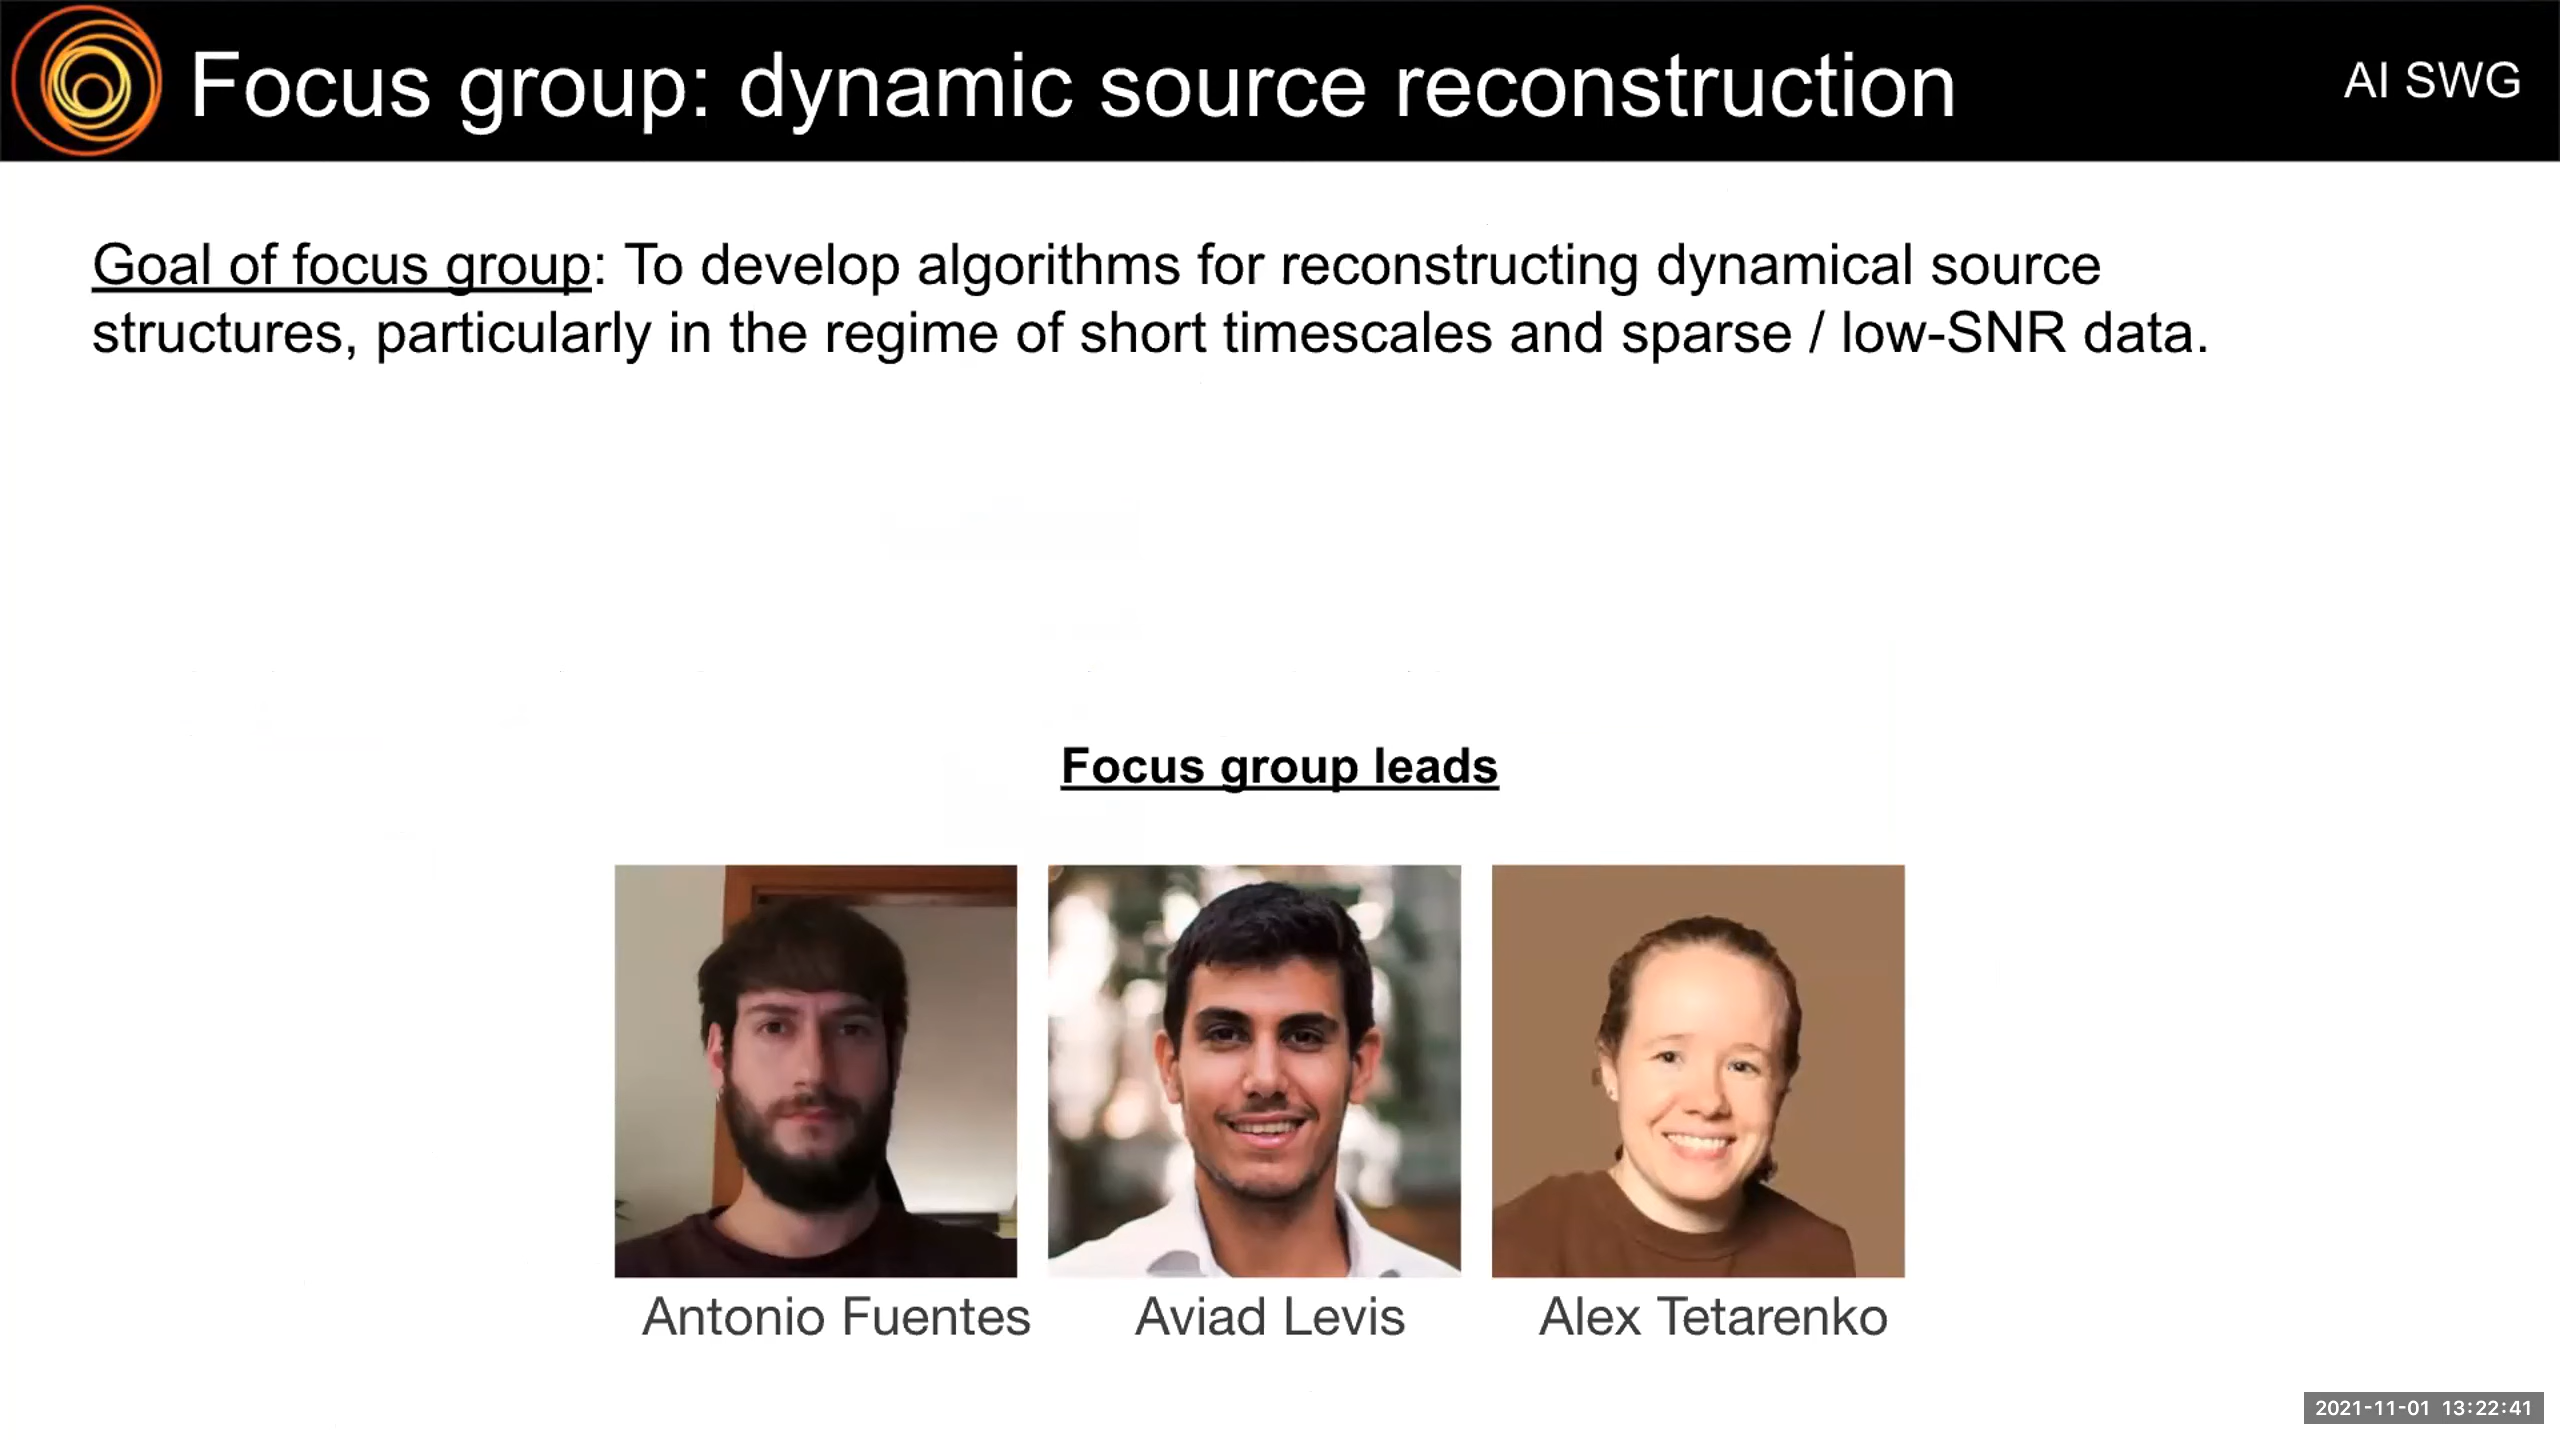 Focus group: dynamic source reconstruction
AI SWG
Goal of focus group: To develop algorithms for reconstructing dynamical source
structures, particularly in the regime of short timescales and sparse / low-SNR data.
Focus group leads
Antonio Fuentes
Aviad Levis
Alex Tetarenko
2021-11-01 13:22:41